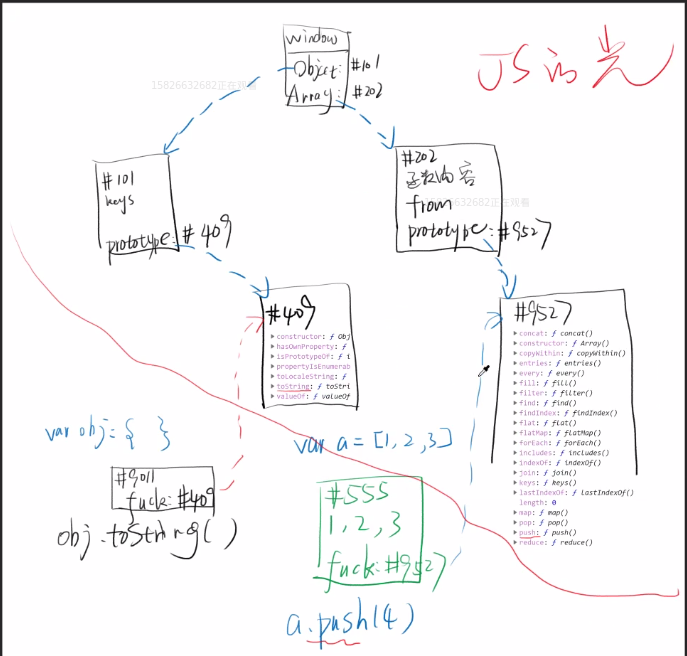 window
Object: #101
Array: #202
JS的光
15826632682正在观看
#101
keys
prototype: #409
#202
函数内容
from
prototype: #9527
632682正在观看
#409
constructor: ƒ Obj
hasOwnProperty: ƒ
isPrototypeOf: ƒ i
propertyIsEnumerab
toLocaleString: ƒ
toString: ƒ toStri
valueOf: ƒ valueOf
#9527
concat: ƒ concat()
constructor: ƒ Array()
copyWithin: ƒ copyWithin()
entries: ƒ entries()
every: ƒ every()
fill: ƒ fill()
filter: ƒ filter()
find: ƒ find()
findIndex: ƒ findIndex()
flat: ƒ flat()
flatMap: ƒ flatMap()
forEach: ƒ forEach()
includes: ƒ includes()
indexOf: ƒ indexOf()
join: ƒ join()
keys: ƒ keys()
lastIndexOf: ƒ lastIndexOf()
length: 0
map: ƒ map()
pop: ƒ pop()
push: ƒ push()
reduce: ƒ reduce()
var obj = { }
#9011
fuck: #409
obj.toString()
var a = [1,2,3]
#555
1,2,3
fuck: #9527
a.push(4)